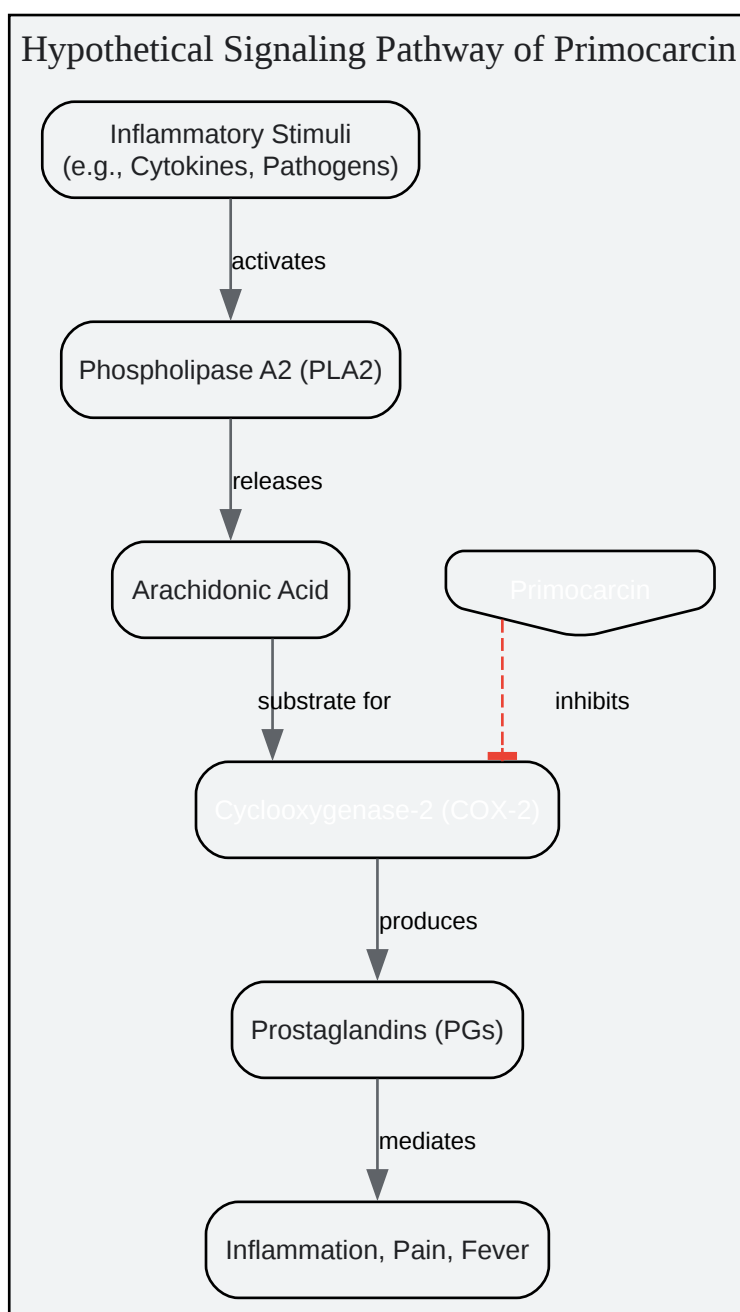 Hypothetical Signaling Pathway of Primocarcin
Inflammatory Stimuli
(e.g., Cytokines, Pathogens)
activates
Phospholipase A2 (PLA2)
releases
Arachidonic Acid
Primocarcin
substrate for
inhibits
Cyclooxygenase-2 (COX-2)
produces
Prostaglandins (PGs)
mediates
Inflammation, Pain, Fever